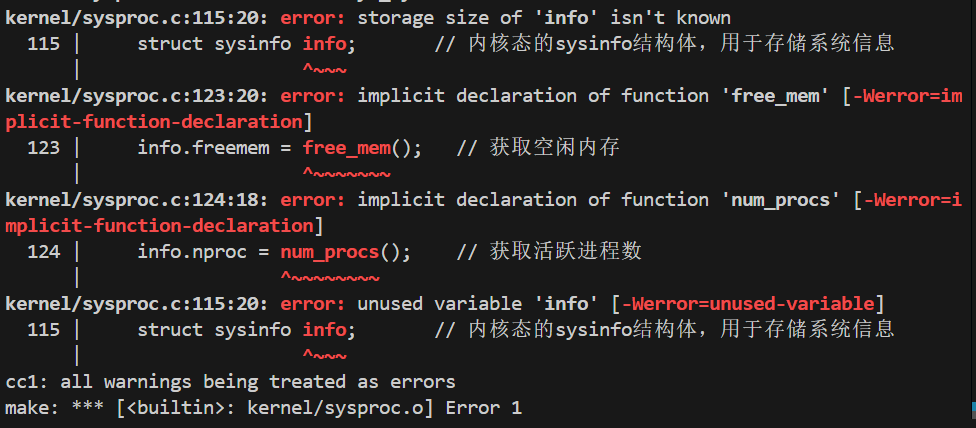 kernel/sysproc.c:115:20: error: storage size of 'info' isn't known
  115 |     struct sysinfo info;       // 内核态的sysinfo结构体，用于存储系统信息
      |                    ^~~~
kernel/sysproc.c:123:20: error: implicit declaration of function 'free_mem' [-Werror=im
plicit-function-declaration]
  123 |     info.freemem = free_mem();   // 获取空闲内存
      |                    ^~~~~~~~
kernel/sysproc.c:124:18: error: implicit declaration of function 'num_procs' [-Werror=i
mplicit-function-declaration]
  124 |     info.nproc = num_procs();    // 获取活跃进程数
      |                  ^~~~~~~~~
kernel/sysproc.c:115:20: error: unused variable 'info' [-Werror=unused-variable]
  115 |     struct sysinfo info;       // 内核态的sysinfo结构体，用于存储系统信息
      |                    ^~~~
cc1: all warnings being treated as errors
make: *** [<builtin>: kernel/sysproc.o] Error 1